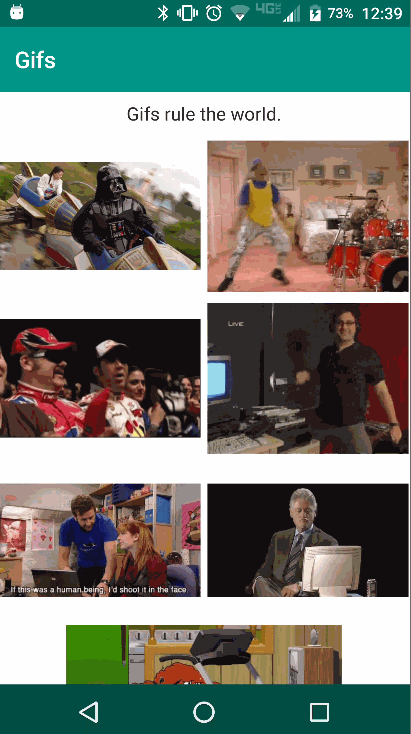 4G
73%
12:39
Gifs
Gifs rule the world.
LIVE
If this was a human being, I'd shoot it in the face.